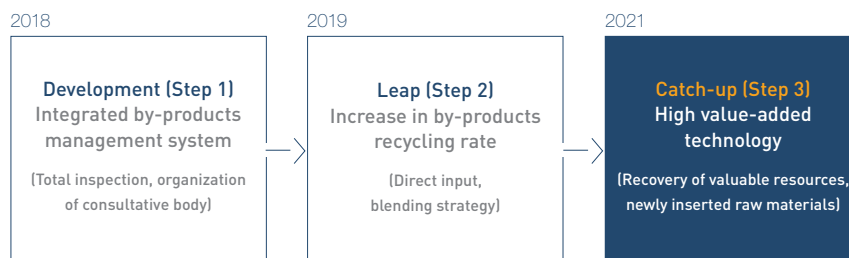 2018
Development (Step 1)
Integrated by-products
management system
(Total inspection, organization
of consultative body)
2019
Leap (Step 2)
Increase in by-products
recycling rate
(Direct input,
blending strategy)
2021
Catch-up (Step 3)
High value-added
technology
(Recovery of valuable resources,
newly inserted raw materials)